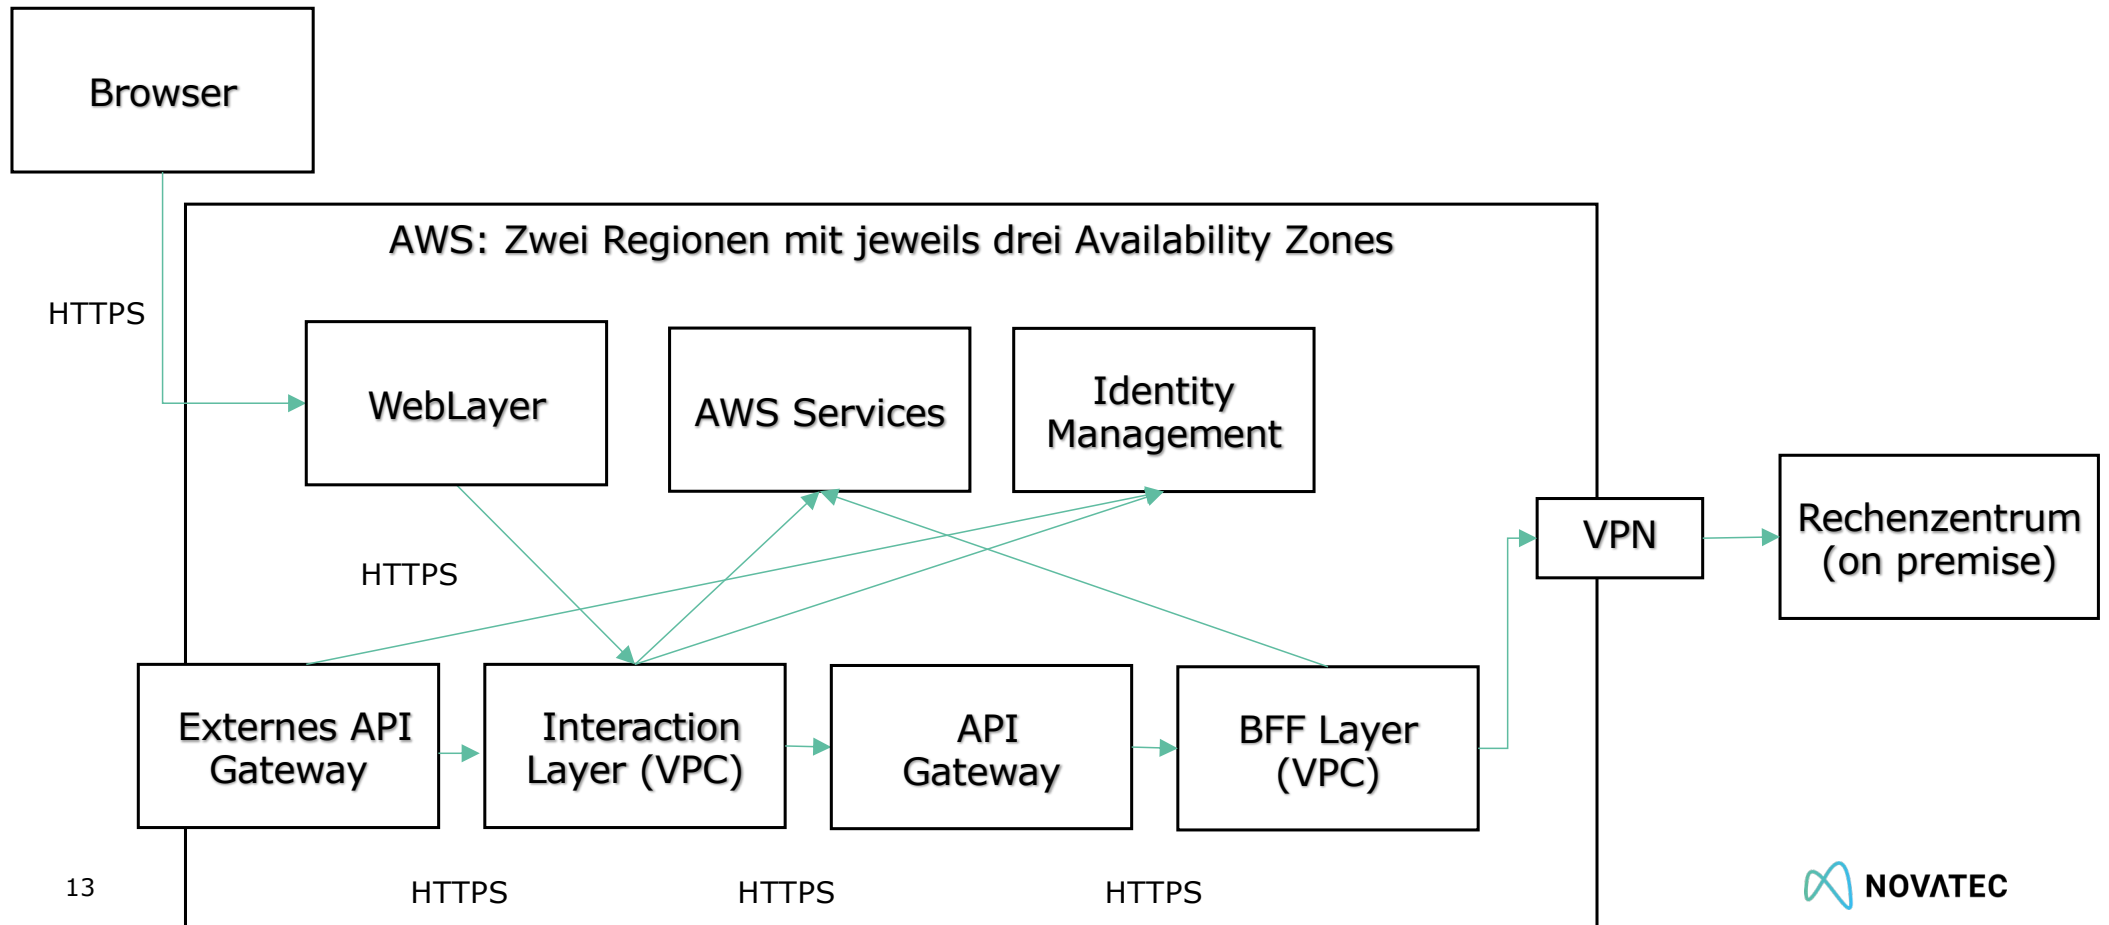 Browser
AWS: Zwei Regionen mit jeweils drei Availability Zones
HTTPS
WebLayer
AWS Services
Identity
Management
VPN
Rechenzentrum
(on premise)
HTTPS
Externes API
Gateway
Interaction
Layer (VPC)
API
Gateway
BFF Layer
(VPC)
13
HTTPS
HTTPS
HTTPS
NOVATEC